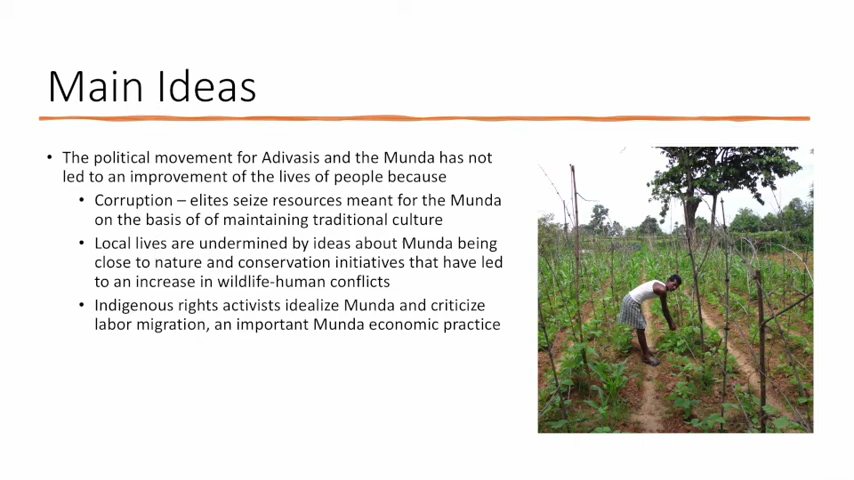 Main Ideas
• The political movement for Adivasis and the Munda has not
led to an improvement of the lives of people because
• Corruption – elites seize resources meant for the Munda
on the basis of of maintaining traditional culture
• Local lives are undermined by ideas about Munda being
close to nature and conservation initiatives that have led
to an increase in wildlife-human conflicts
• Indigenous rights activists idealize Munda and criticize
labor migration, an important Munda economic practice